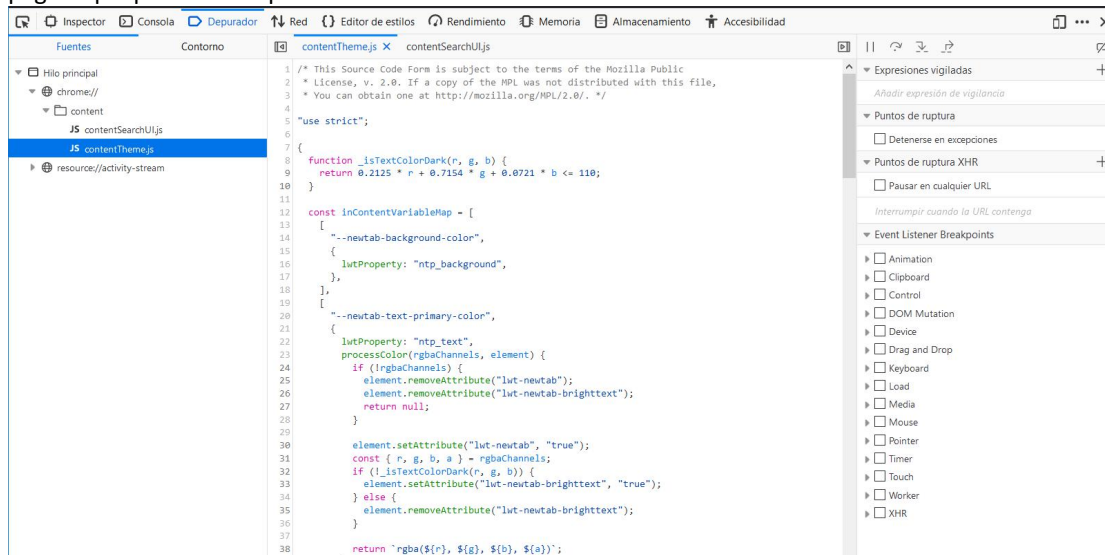 Inspector Consola Depurador Red Editor de estilos Rendimiento Memoria Almacenamiento Accesibilidad
Fuentes Contorno
Hilo principal
chrome://
content
JS contentSearchUI.js
JS contentTheme.js
resource://activity-stream
contentTheme.js contentSearchUI.js
1 /* This Source Code Form is subject to the terms of the Mozilla Public
2 * License, v. 2.0. If a copy of the MPL was not distributed with this file,
3 * You can obtain one at http://mozilla.org/MPL/2.0/. */
4
5 "use strict";
6
7 {
8 function _isTextColorDark(r, g, b) {
9 return 0.2125 * r + 0.7154 * g + 0.0721 * b <= 110;
10 }
11
12 const inContentVariableMap = [
13 [
14 "--newtab-background-color",
15 {
16 lwtProperty: "ntp_background",
17 },
18 ],
19 [
20 "--newtab-text-primary-color",
21 {
22 lwtProperty: "ntp_text",
23 processColor(rgbaChannels, element) {
24 if (!rgbaChannels) {
25 element.removeAttribute("lwt-newtab");
26 element.removeAttribute("lwt-newtab-brighttext");
27 return null;
28 }
29
30 element.setAttribute("lwt-newtab", "true");
31 const { r, g, b, a } = rgbaChannels;
32 if (!_isTextColorDark(r, g, b)) {
33 element.setAttribute("lwt-newtab-brighttext", "true");
34 } else {
35 element.removeAttribute("lwt-newtab-brighttext");
36 }
37
38 return `rgba(${r}, ${g}, ${b}, ${a})`;
Expresiones vigiladas
Añadir expresión de vigilancia
Puntos de ruptura
Detenerse en excepciones
Puntos de ruptura XHR
Pausar en cualquier URL
Interrumpir cuando la URL contenga
Event Listener Breakpoints
Animation
Clipboard
Control
DOM Mutation
Device
Drag and Drop
Keyboard
Load
Media
Mouse
Pointer
Timer
Touch
Worker
XHR